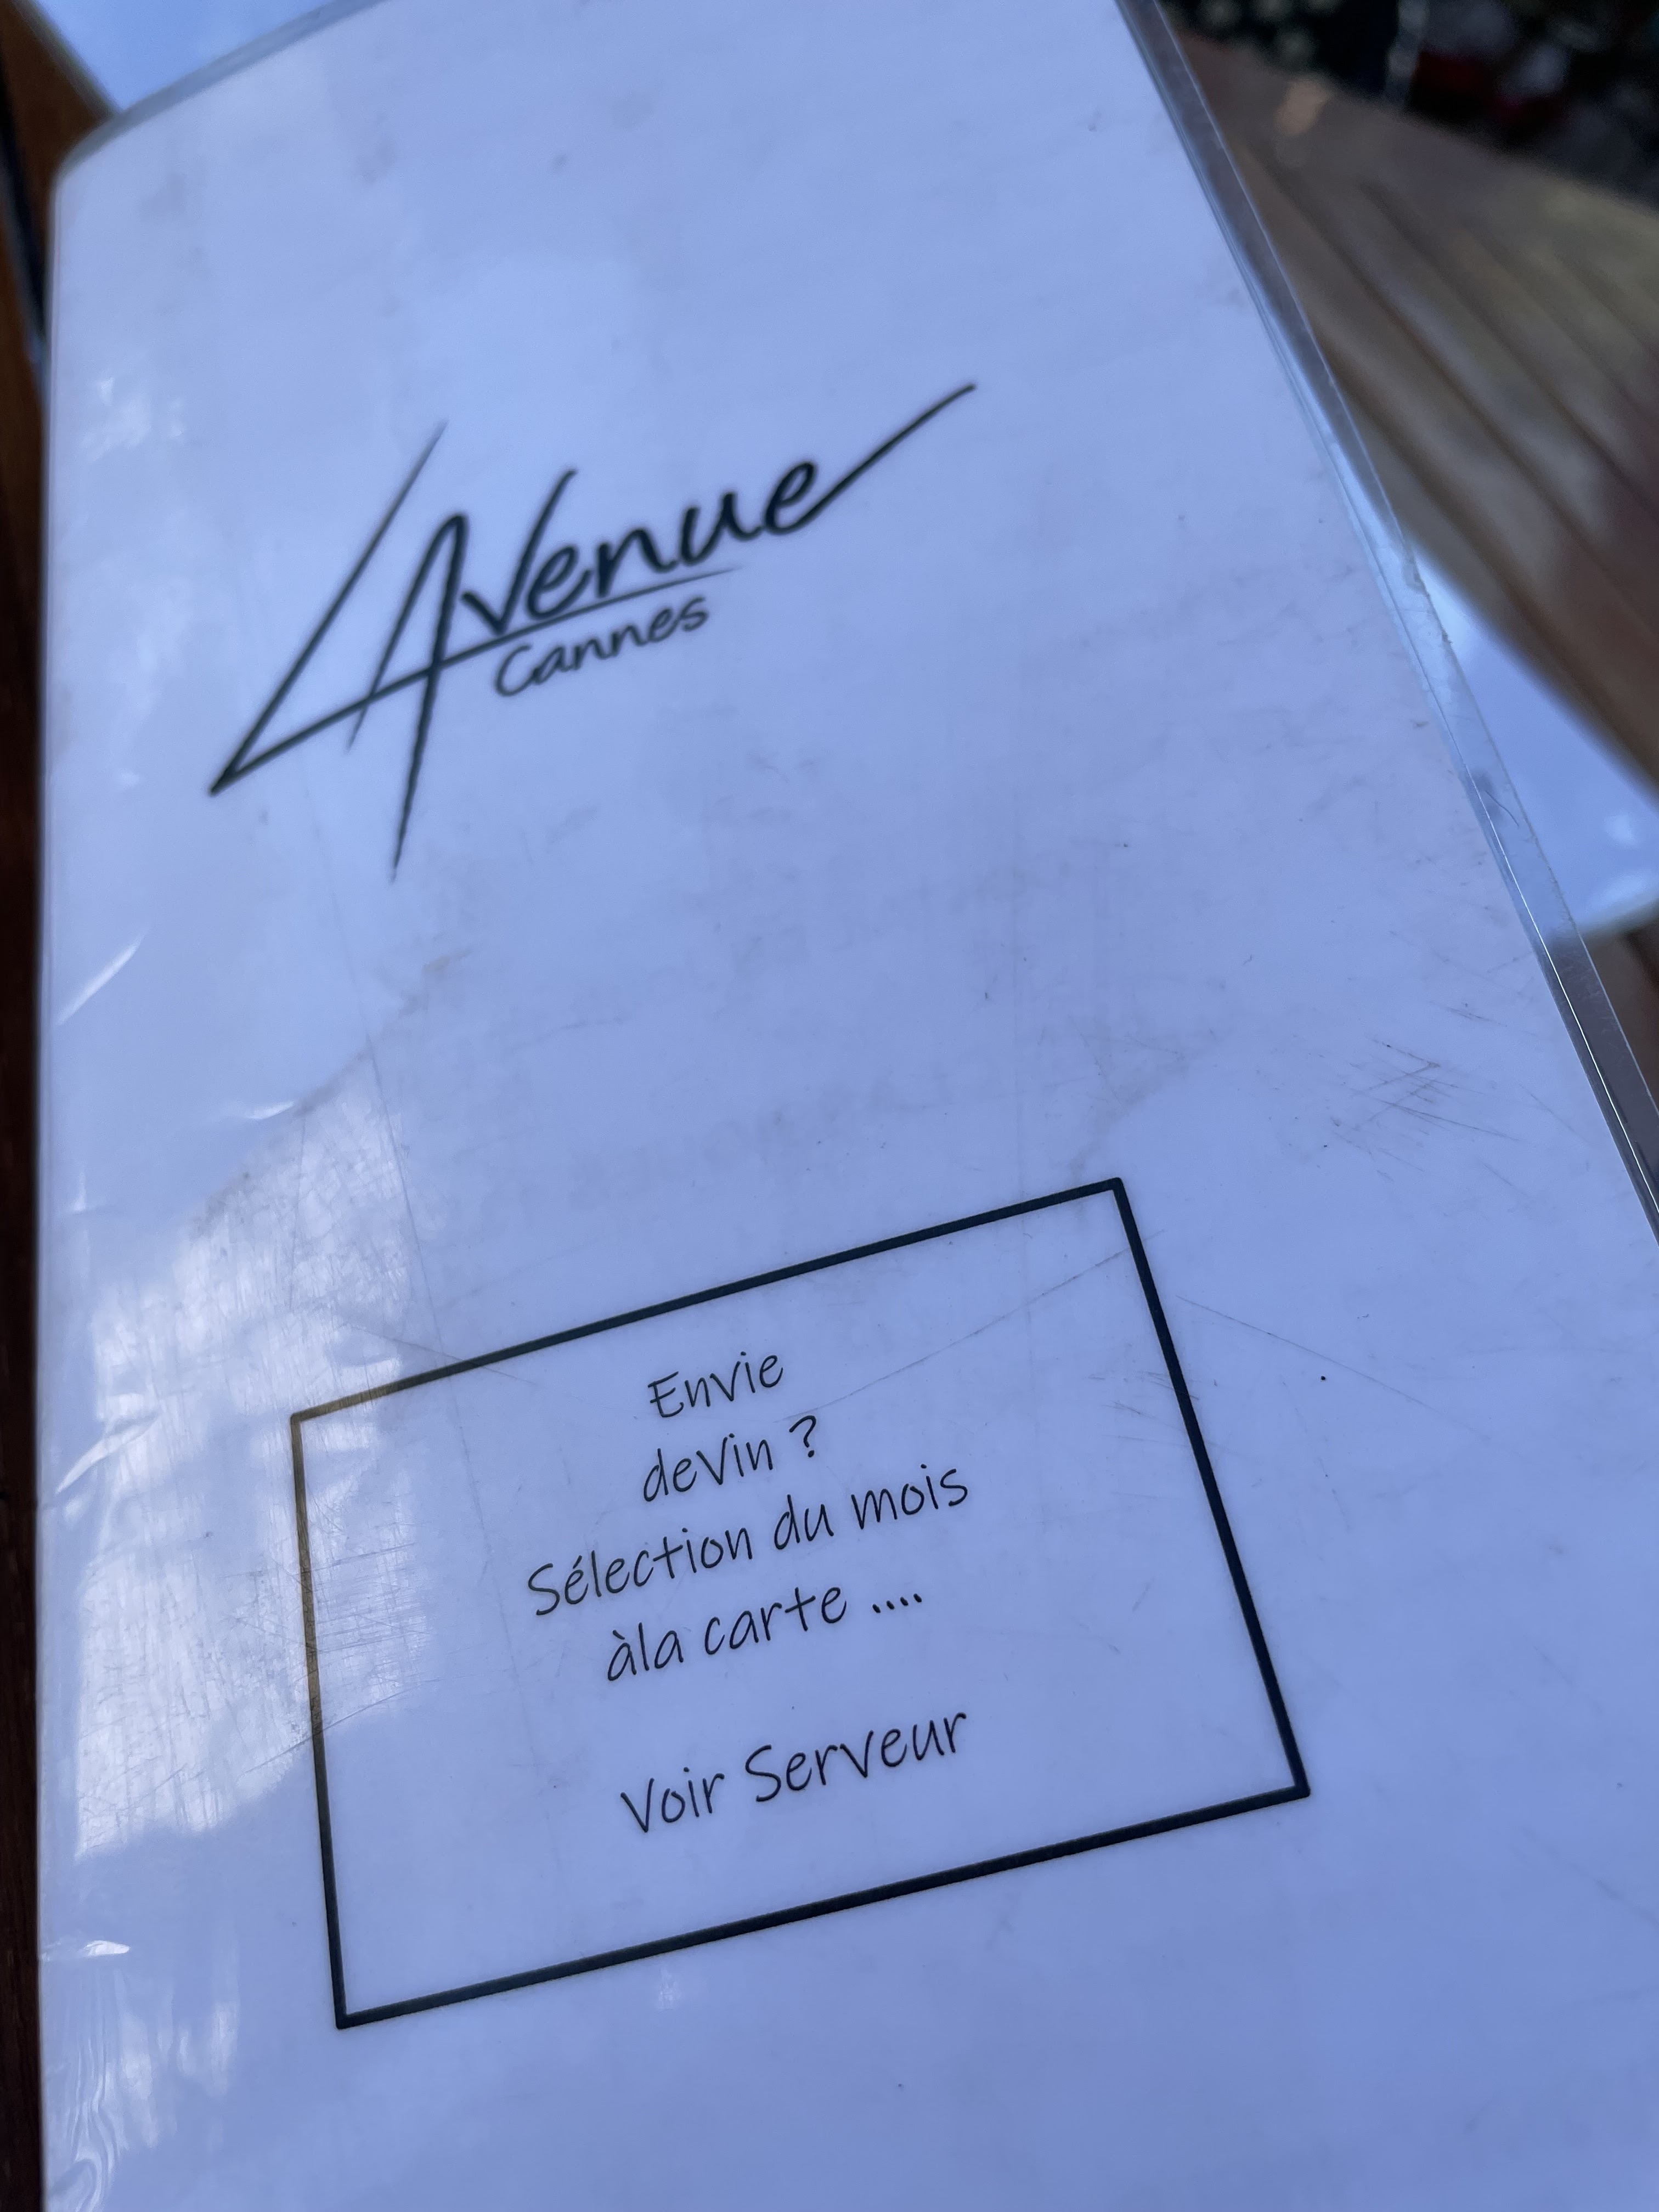 L'Avenue
Cannes
Envie
deVin ?
Sélection du mois
àla carte ....
Voir Serveur